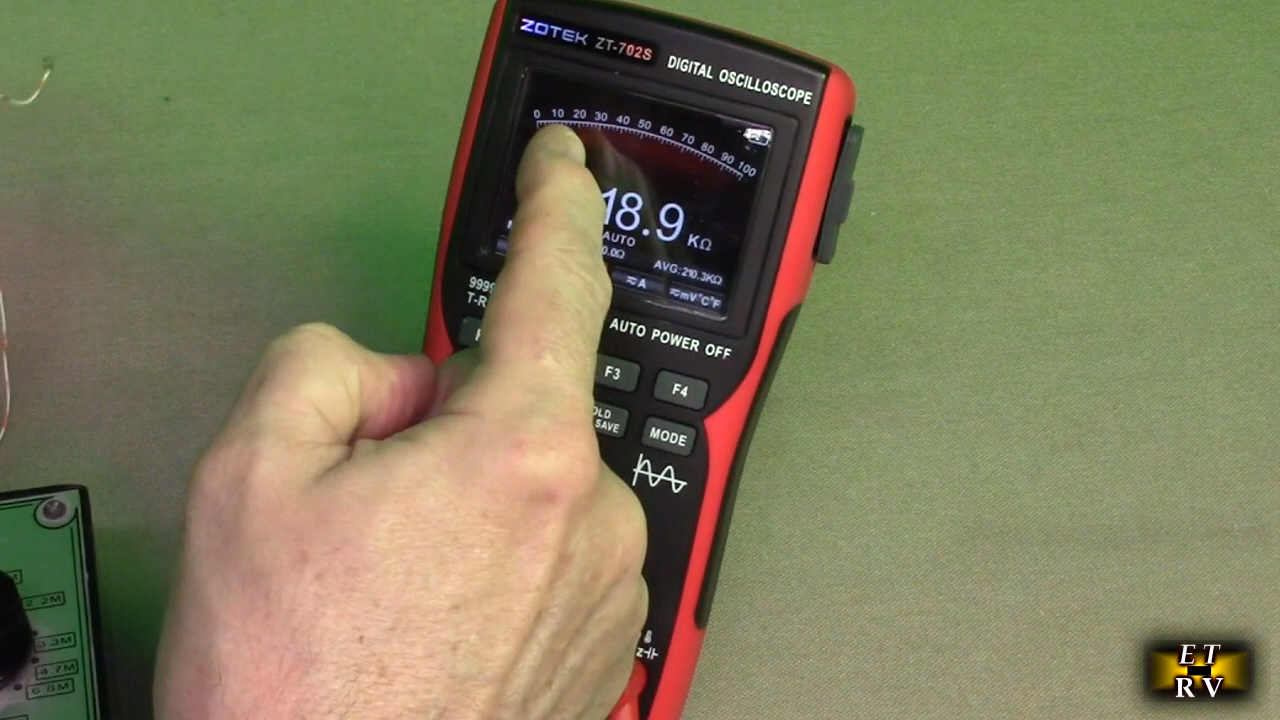 ZOTEK ZT-702S
DIGITAL OSCILLOSCOPE
0 10 20 30 40 50 60 70 80 90 100
18.9 KΩ
AUTO
0.0Ω
AVG:210.3KΩ
A
mV °C°F
AUTO POWER OFF
F3
F4
SAVE
MODE
2.2M
3.3M
4.7M
6.8M
ET
RV